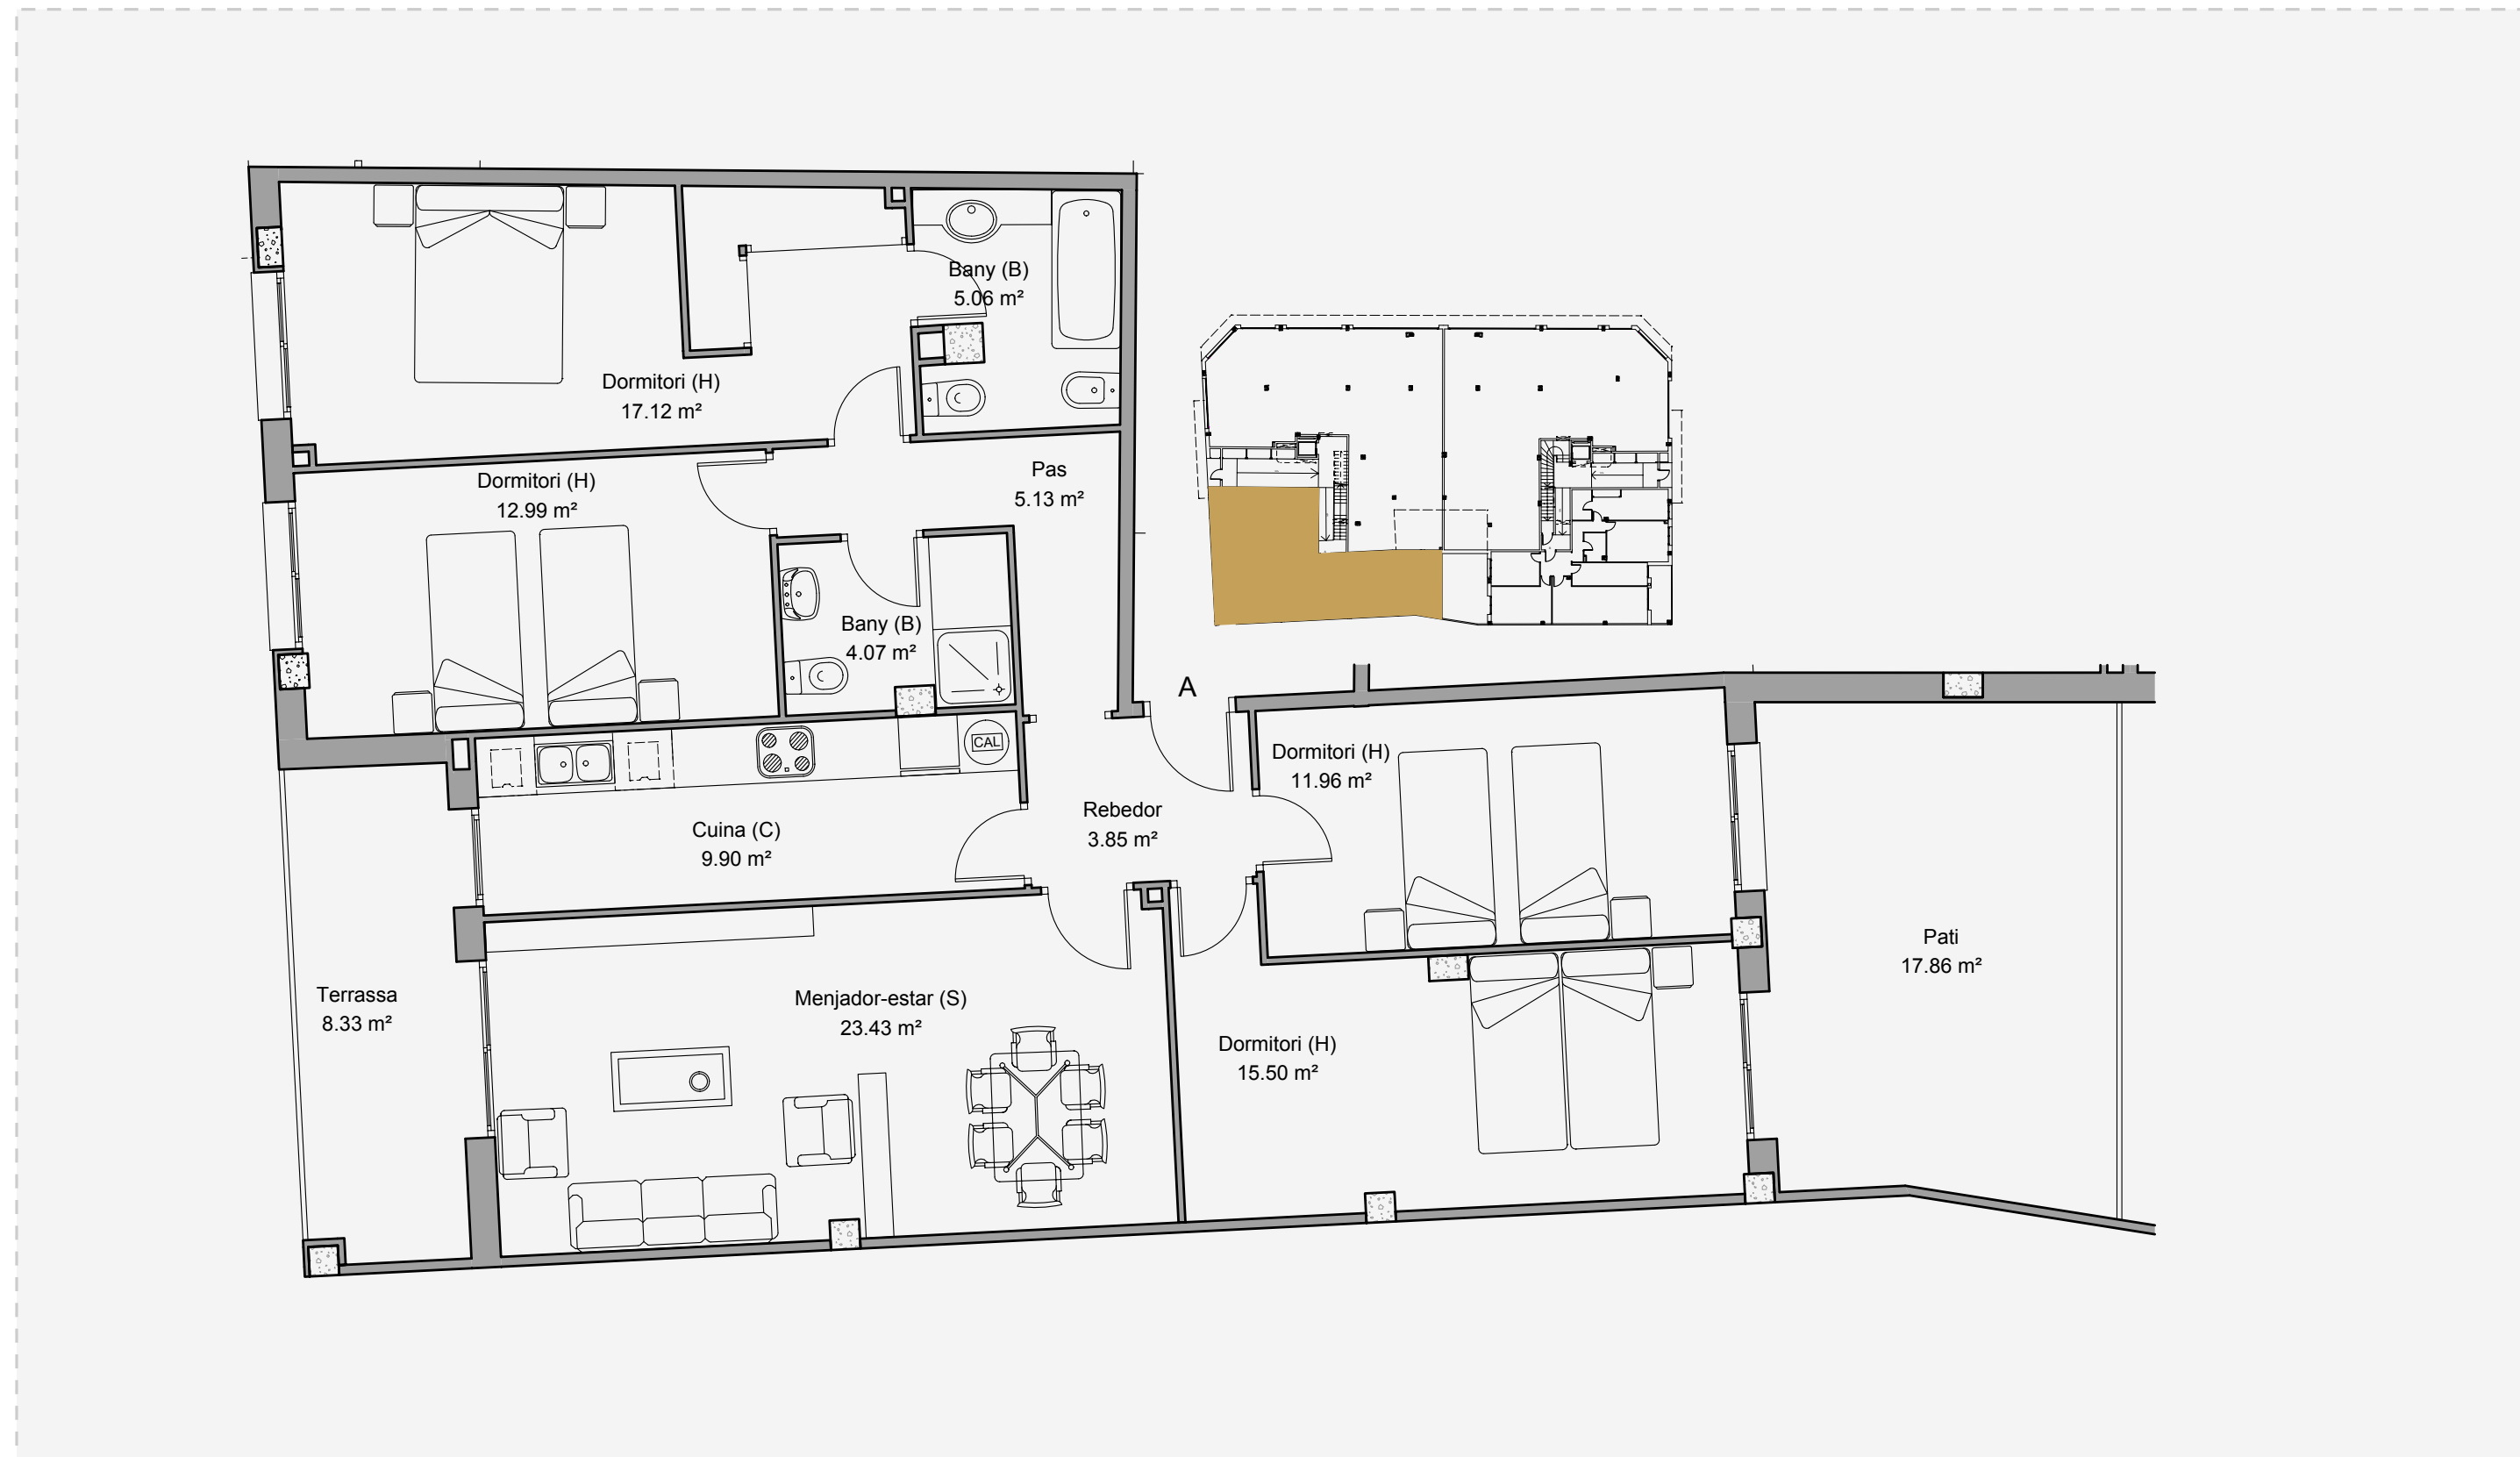 Bany (B)
5.06 m²
Dormitori (H)
17.12 m²
Pas
5.13 m²
Dormitori (H)
12.99 m²
Bany (B)
4.07 m²
A
CAL
Dormitori (H)
11.96 m²
Rebedor
3.85 m²
Cuina (C)
9.90 m²
Pati
17.86 m²
Terrassa
8.33 m²
Menjador-estar (S)
23.43 m²
Dormitori (H)
15.50 m²